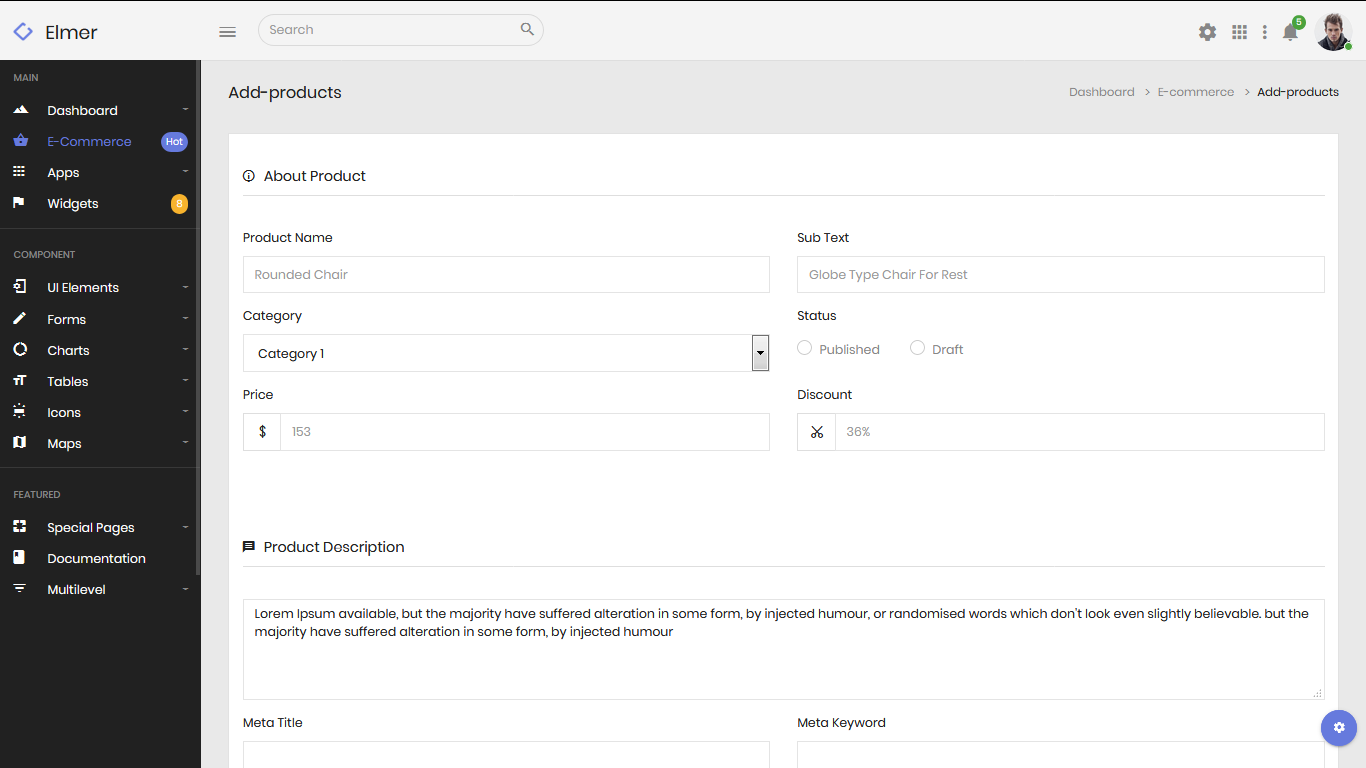 Elmer
Search
5
MAIN
Dashboard
E-Commerce Hot
Apps
Widgets 8
COMPONENT
UI Elements
Forms
Charts
Tables
Icons
Maps
FEATURED
Special Pages
Documentation
Multilevel
Add-products
Dashboard > E-commerce > Add-products
About Product
Product Name
Rounded Chair
Sub Text
Globe Type Chair For Rest
Category
Category 1
Status
Published Draft
Price
$ 153
Discount
36%
Product Description
Lorem Ipsum available, but the majority have suffered alteration in some form, by injected humour, or randomised words which don't look even slightly believable. but the
majority have suffered alteration in some form, by injected humour
Meta Title
Meta Keyword